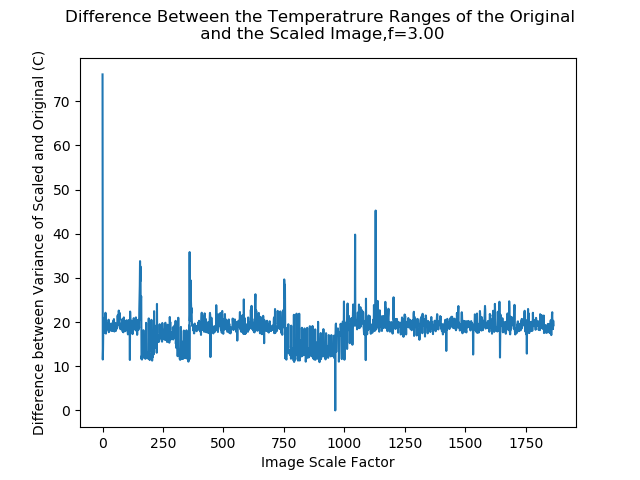 Difference Between the Temperatrure Ranges of the Original
and the Scaled Image,f=3.00
Difference between Variance of Scaled and Original (C)
70
60
50
40
30
20
10
0
0 250 500 750 1000 1250 1500 1750
Image Scale Factor